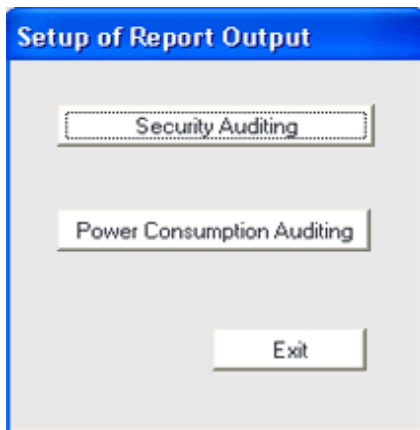 Setup of Report Output
Security Auditing
Power Consumption Auditing
Exit